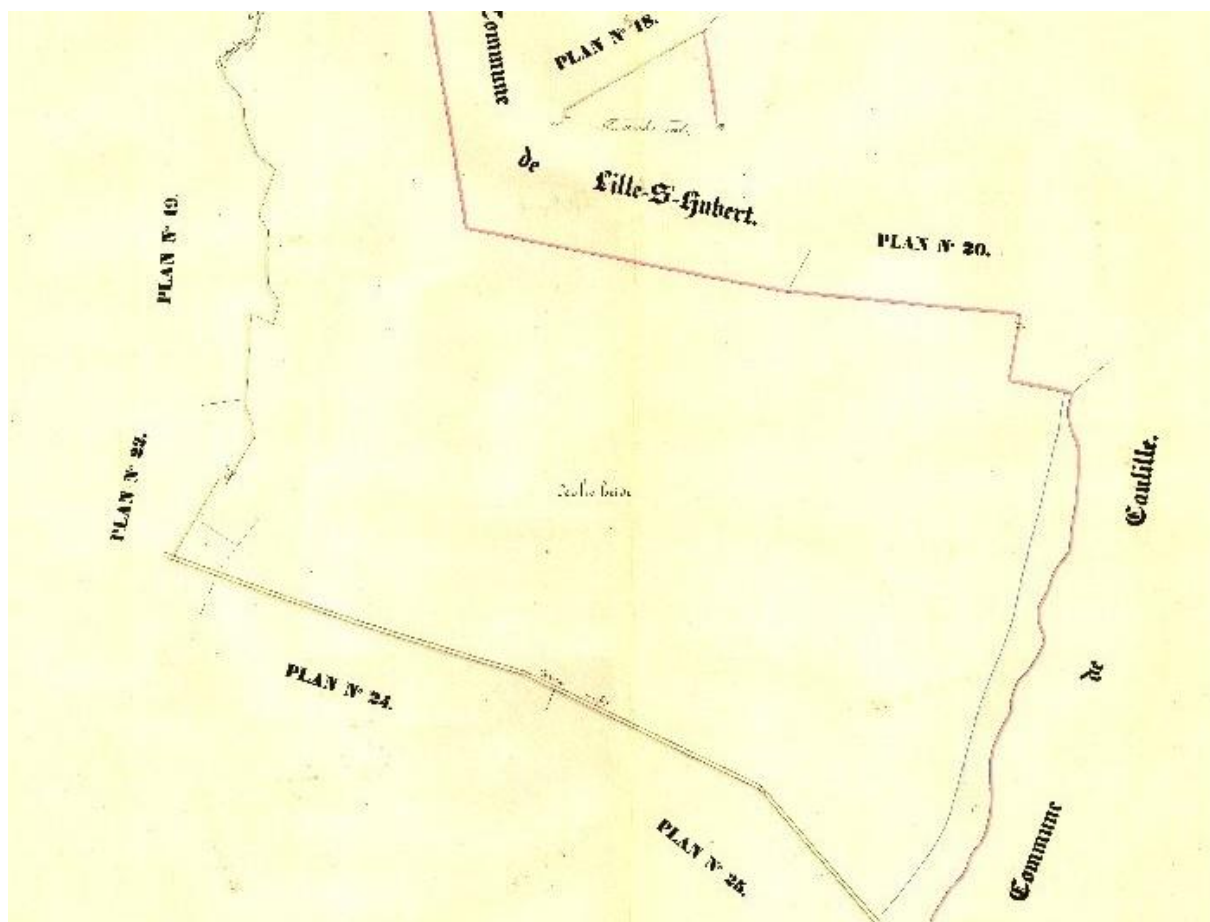 PLAN Nº 18.
Commune
de
Lille-St-Hubert.
PLAN Nº 19.
PLAN Nº 20.
PLAN Nº 23.
Caulille.
de
Commune
PLAN Nº 24.
PLAN Nº 25.